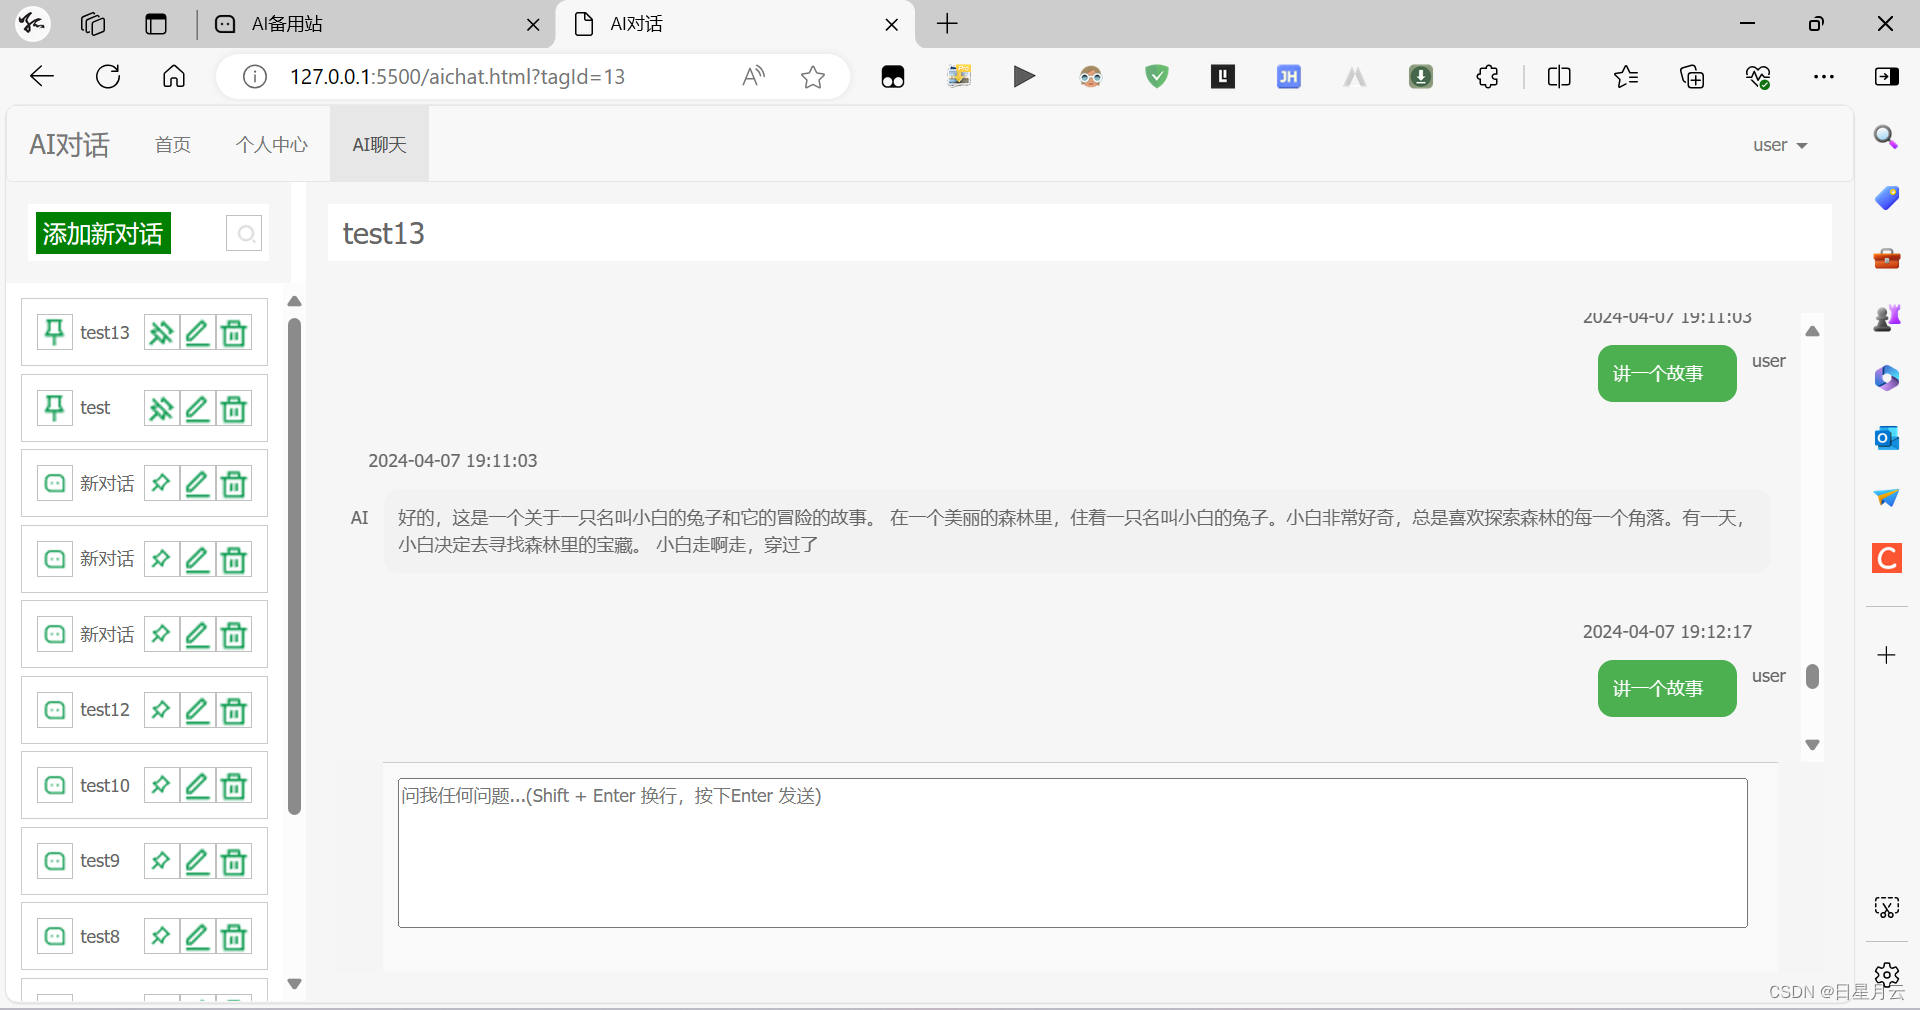 AI备用站
AI对话
127.0.0.1:5500/aichat.html?tagId=13
AI对话
首页
个人中心
AI聊天
user
添加新对话
test13
test13
test
新对话
新对话
新对话
test12
test10
test9
test8
2024-04-07 19:11:03
讲一个故事
user
2024-04-07 19:11:03
AI
好的，这是一个关于一只名叫小白的兔子和它的冒险的故事。 在一个美丽的森林里，住着一只名叫小白的兔子。小白非常好奇，总是喜欢探索森林的每一个角落。有一天，
小白决定去寻找森林里的宝藏。 小白走啊走，穿过了
2024-04-07 19:12:17
讲一个故事
user
问我任何问题...(Shift + Enter 换行，按下Enter 发送)
CSDN @日星月云